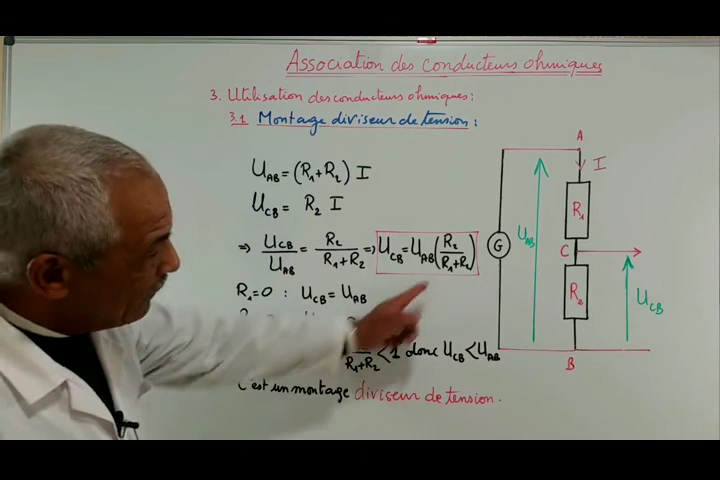 Association des conducteurs ohmiques
3. Utilisation des conducteurs ohmiques :
3.1 Montage diviseur de tension :
U_AB = (R₁+R₂) I
U_CB = R₂ I
⇒ U_CB/U_AB = R₂/(R₁+R₂) ⇒ U_CB = U_AB (R₂/(R₁+R₂))
R₁=0 : U_CB = U_AB
R₁+R₂ < 1 donc U_CB < U_AB
C'est un montage diviseur de tension.
A
I
R₁
U_AB
G
C
R₂
U_CB
B